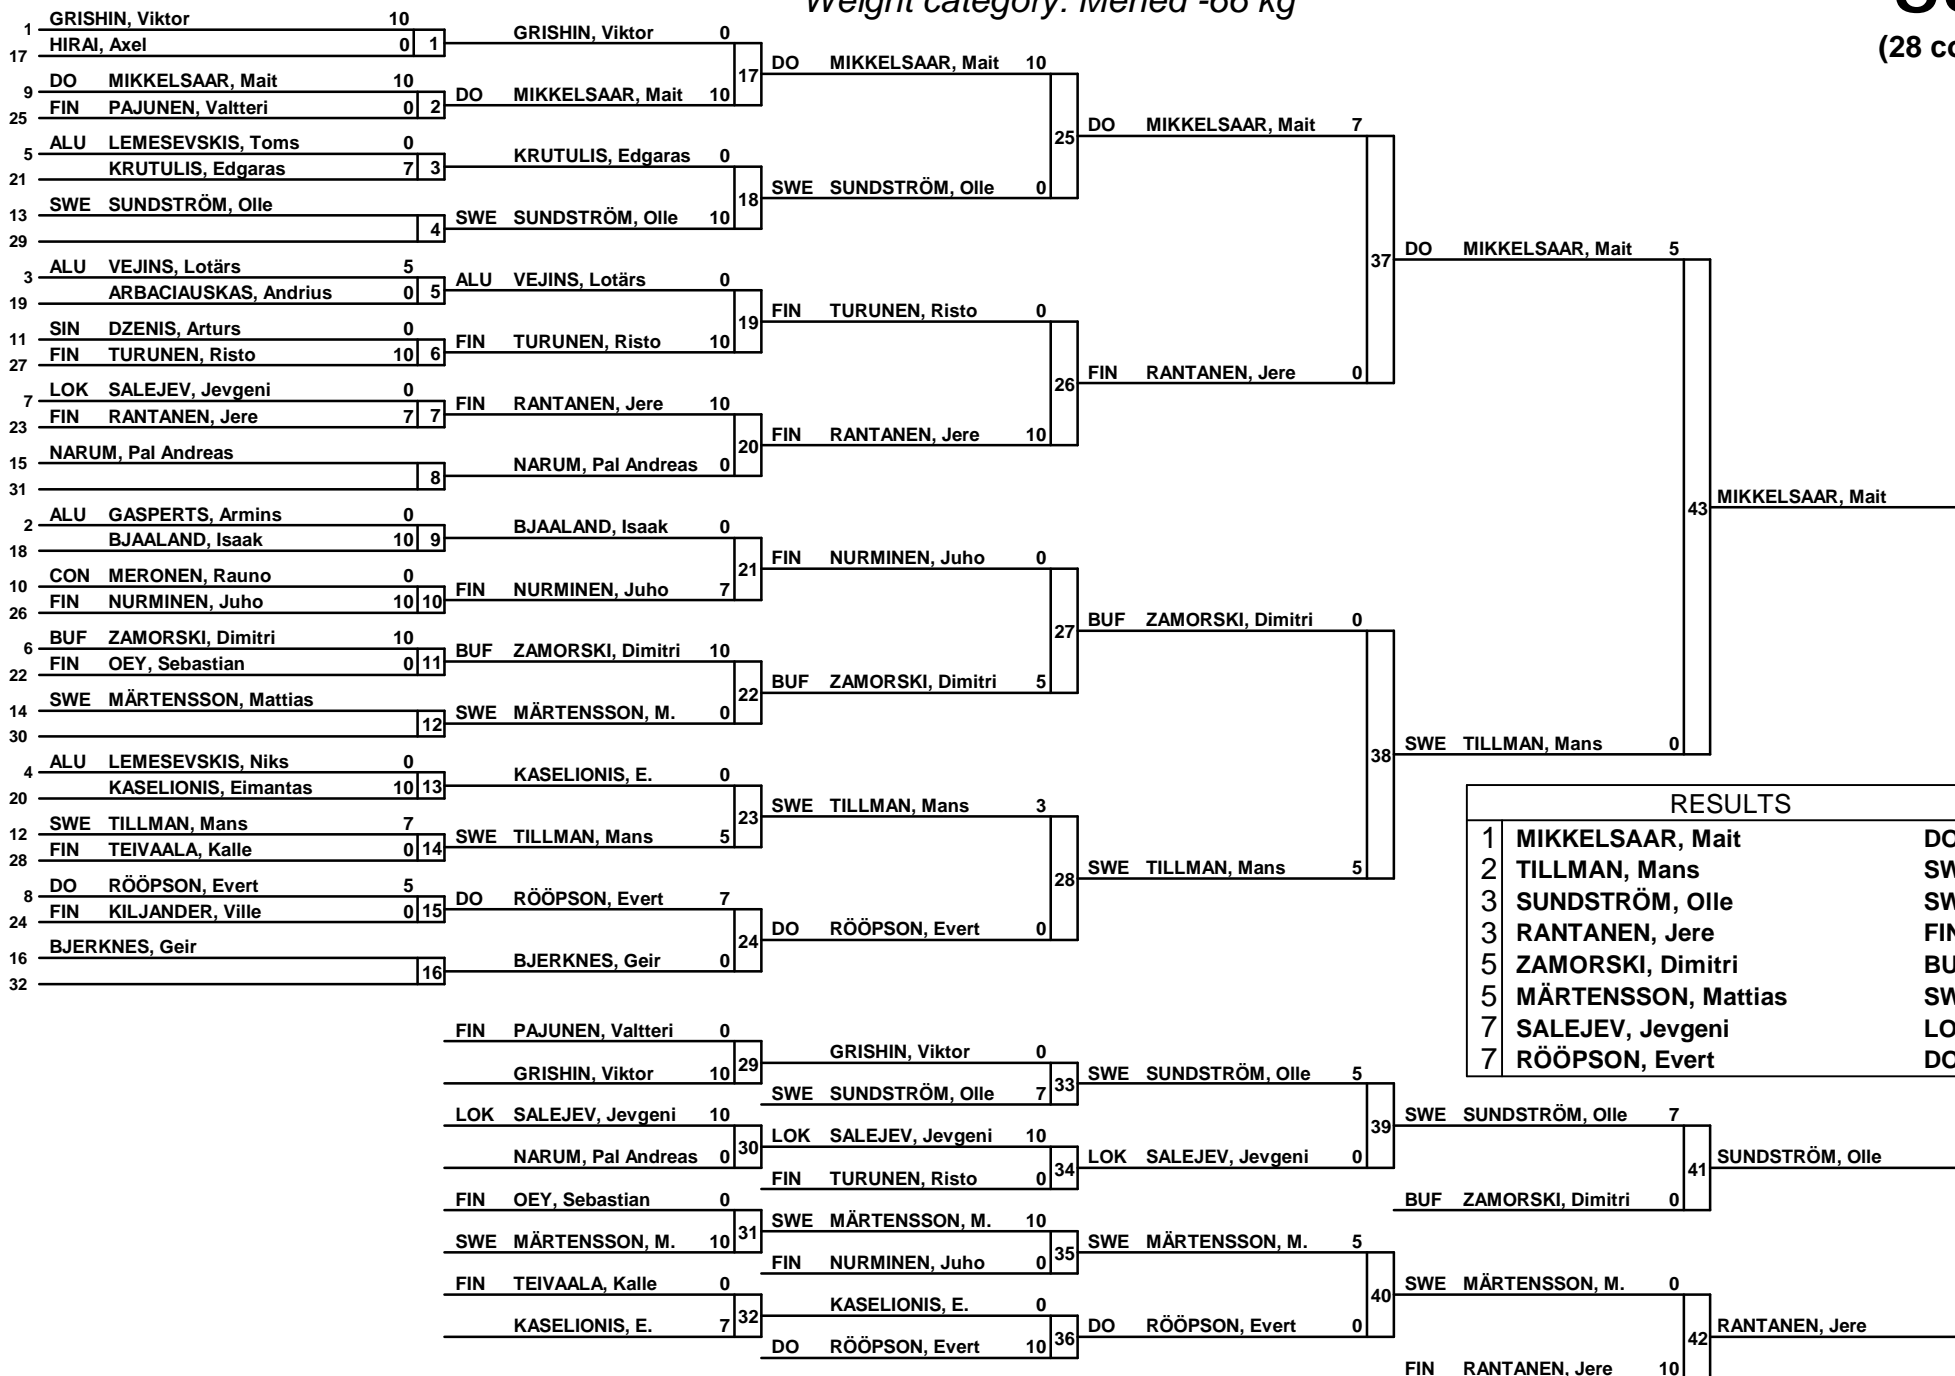 Weight category: Mehed -66 kg
(28 co
1 GRISHIN, Viktor 10
17 HIRAI, Axel 0 1
9 DO MIKKELSAAR, Mait 10
25 FIN PAJUNEN, Valtteri 0 2
5 ALU LEMESEVSKIS, Toms 0
21 KRUTULIS, Edgaras 7 3
13 SWE SUNDSTRÖM, Olle
29 4
3 ALU VEJINS, Lotärs 5
19 ARBACIAUSKAS, Andrius 0 5
11 SIN DZENIS, Arturs 0
27 FIN TURUNEN, Risto 10 6
7 LOK SALEJEV, Jevgeni 0
23 FIN RANTANEN, Jere 7 7
15 NARUM, Pal Andreas
31 8
2 ALU GASPERTS, Armins 0
18 BJAALAND, Isaak 10 9
10 CON MERONEN, Rauno 0
26 FIN NURMINEN, Juho 10 10
6 BUF ZAMORSKI, Dimitri 10
22 FIN OEY, Sebastian 0 11
14 SWE MÄRTENSSON, Mattias
30 12
4 ALU LEMESEVSKIS, Niks 0
20 KASELIONIS, Eimantas 10 13
12 SWE TILLMAN, Mans 7
28 FIN TEIVAALA, Kalle 0 14
8 DO RÖÖPSON, Evert 5
24 FIN KILJANDER, Ville 0 15
16 BJERKNES, Geir
32 16
GRISHIN, Viktor 0
17
DO MIKKELSAAR, Mait 10
KRUTULIS, Edgaras 0
18
SWE SUNDSTRÖM, Olle 10
ALU VEJINS, Lotärs 0
19
FIN TURUNEN, Risto 10
FIN RANTANEN, Jere 10
20
NARUM, Pal Andreas 0
BJAALAND, Isaak 0
21
FIN NURMINEN, Juho 7
BUF ZAMORSKI, Dimitri 10
22
SWE MÄRTENSSON, M. 0
KASELIONIS, E. 0
23
SWE TILLMAN, Mans 5
DO RÖÖPSON, Evert 7
24
BJERKNES, Geir 0
DO MIKKELSAAR, Mait 10
25
SWE SUNDSTRÖM, Olle 0
FIN TURUNEN, Risto 0
26
FIN RANTANEN, Jere 10
FIN NURMINEN, Juho 0
27
BUF ZAMORSKI, Dimitri 5
SWE TILLMAN, Mans 3
28
DO RÖÖPSON, Evert 0
DO MIKKELSAAR, Mait 7
37
FIN RANTANEN, Jere 0
BUF ZAMORSKI, Dimitri 0
38
SWE TILLMAN, Mans 5
DO MIKKELSAAR, Mait 5
43
SWE TILLMAN, Mans 0
MIKKELSAAR, Mait
RESULTS
1 MIKKELSAAR, Mait DO
2 TILLMAN, Mans SW
3 SUNDSTRÖM, Olle SW
3 RANTANEN, Jere FIN
5 ZAMORSKI, Dimitri BU
5 MÄRTENSSON, Mattias SW
7 SALEJEV, Jevgeni LO
7 RÖÖPSON, Evert DO
FIN PAJUNEN, Valtteri 0
29
GRISHIN, Viktor 10
LOK SALEJEV, Jevgeni 10
30
NARUM, Pal Andreas 0
FIN OEY, Sebastian 0
31
SWE MÄRTENSSON, M. 10
FIN TEIVAALA, Kalle 0
32
KASELIONIS, E. 7
GRISHIN, Viktor 0
33
SWE SUNDSTRÖM, Olle 7
LOK SALEJEV, Jevgeni 10
34
FIN TURUNEN, Risto 0
SWE MÄRTENSSON, M. 10
35
FIN NURMINEN, Juho 0
KASELIONIS, E. 0
36
DO RÖÖPSON, Evert 10
SWE SUNDSTRÖM, Olle 5
39
LOK SALEJEV, Jevgeni 0
SWE MÄRTENSSON, M. 5
40
DO RÖÖPSON, Evert 0
SWE SUNDSTRÖM, Olle 7
41
BUF ZAMORSKI, Dimitri 0
SWE MÄRTENSSON, M. 0
42
FIN RANTANEN, Jere 10
SUNDSTRÖM, Olle
RANTANEN, Jere